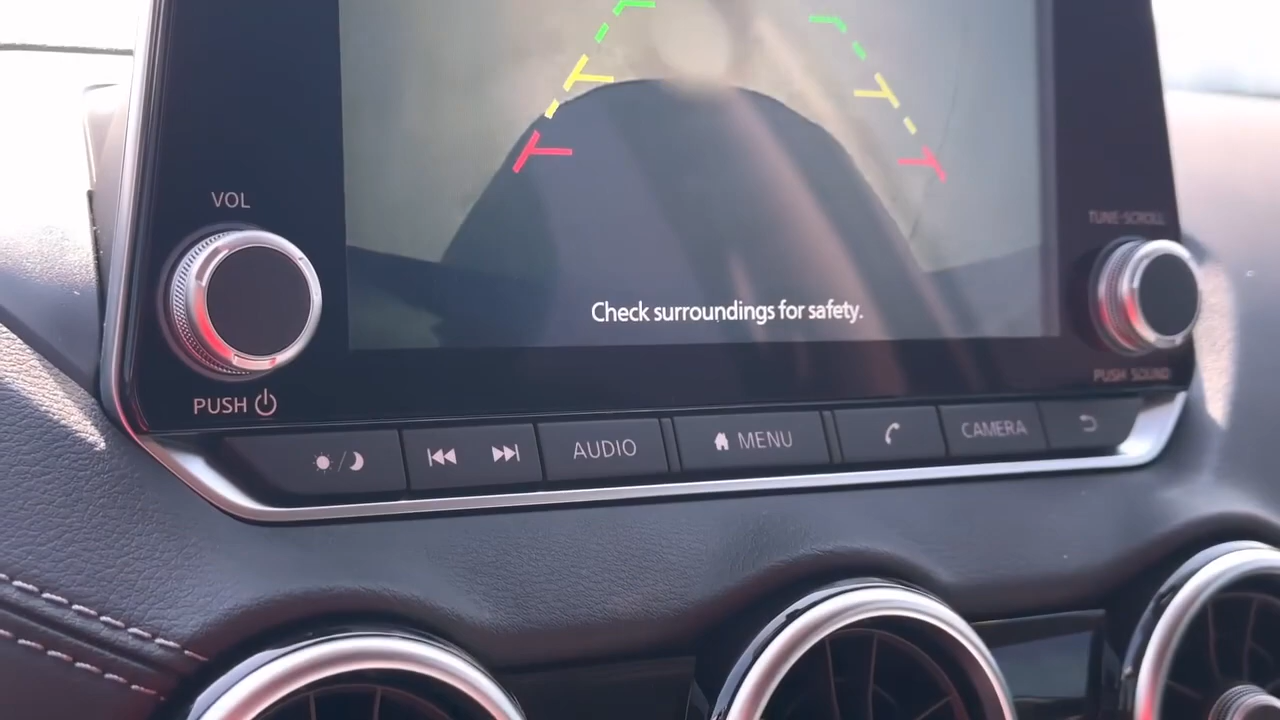 VOL
TUNE·SCROLL
Check surroundings for safety.
PUSH
PUSH SOUND
AUDIO
MENU
CAMERA